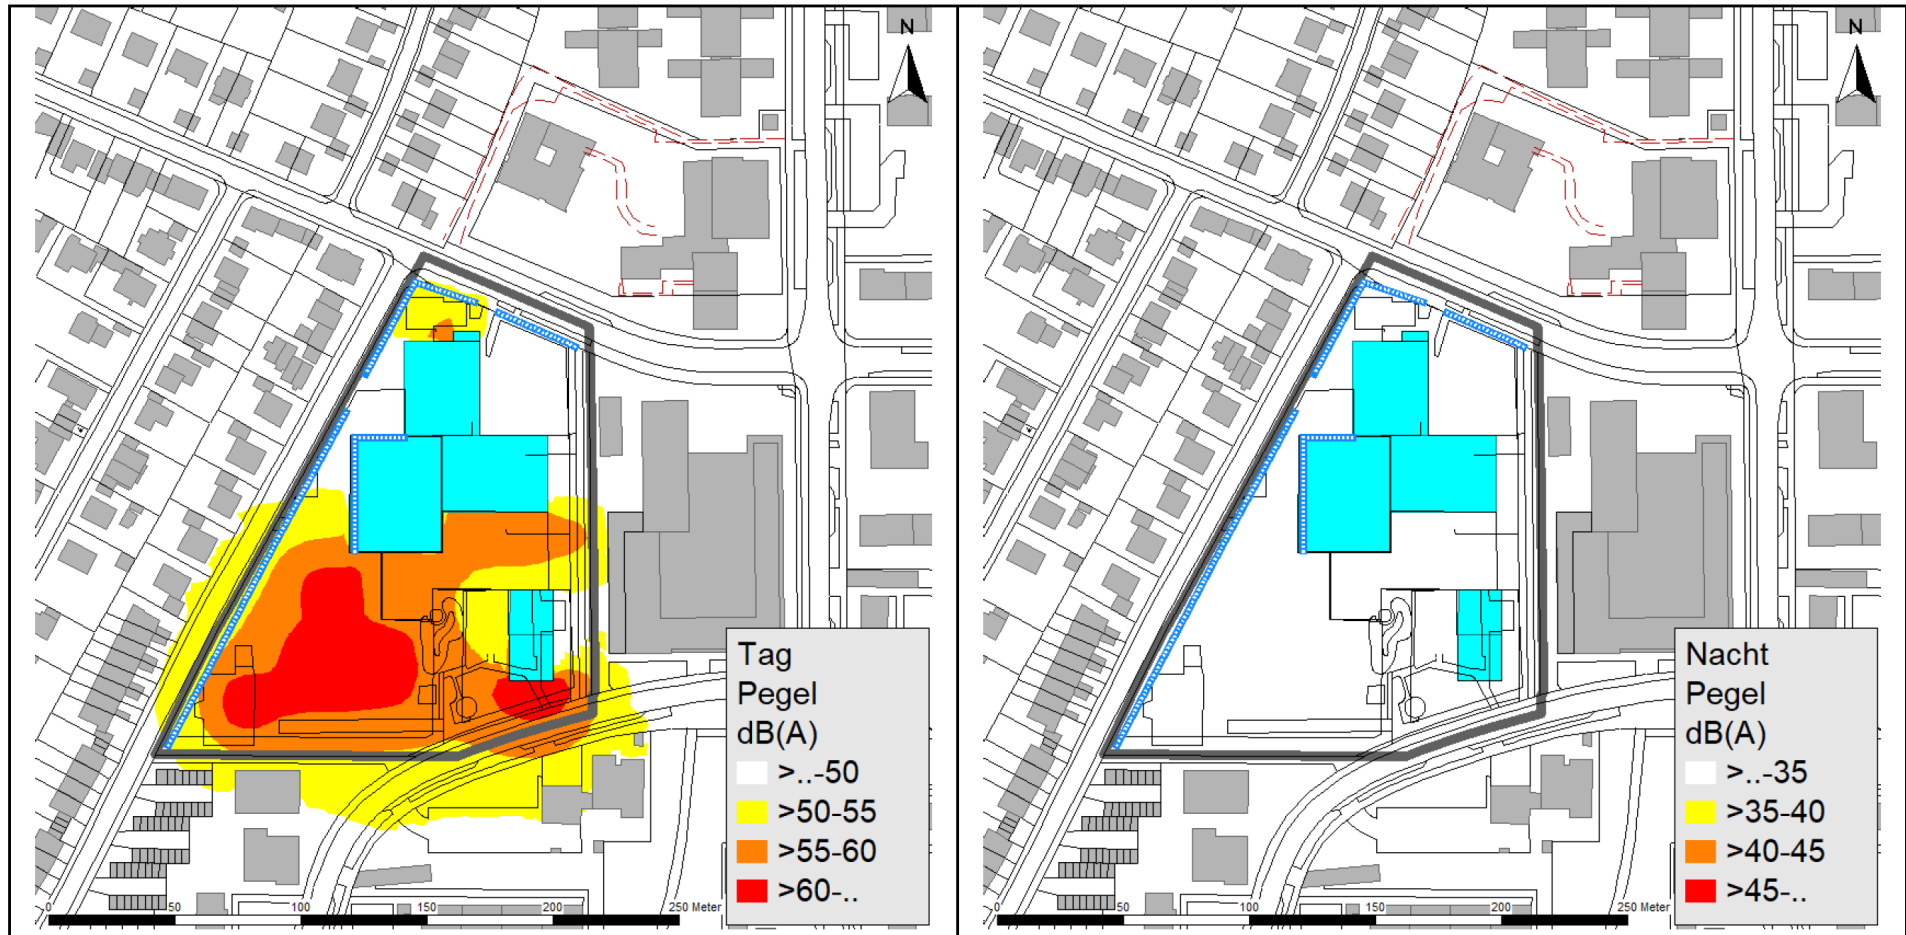 N
Tag
Pegel
dB(A)
>..-50
>50-55
>55-60
>60-..
0 50 100 150 200 250 Meter
N
Nacht
Pegel
dB(A)
>..-35
>35-40
>40-45
>45-..
0 50 100 150 200 250 Meter